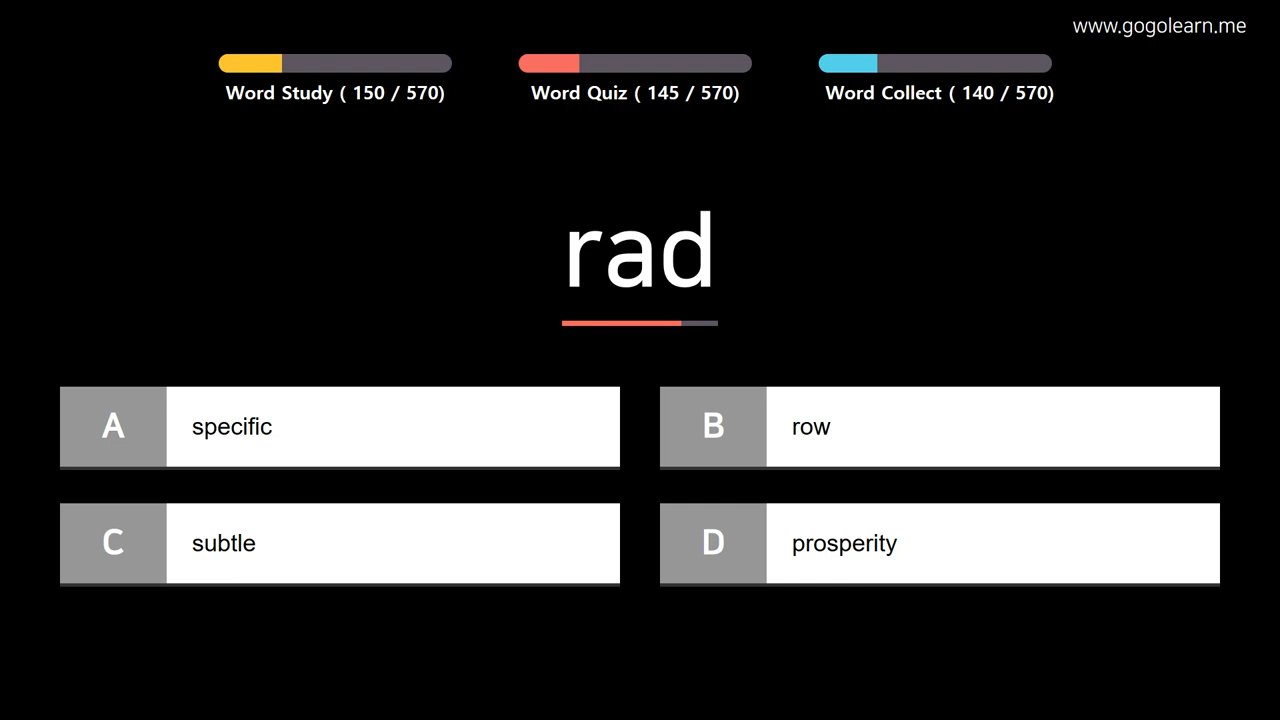 www.gogolearn.me
Word Study ( 150 / 570)
Word Quiz ( 145 / 570)
Word Collect ( 140 / 570)
rad
A specific
B row
C subtle
D prosperity